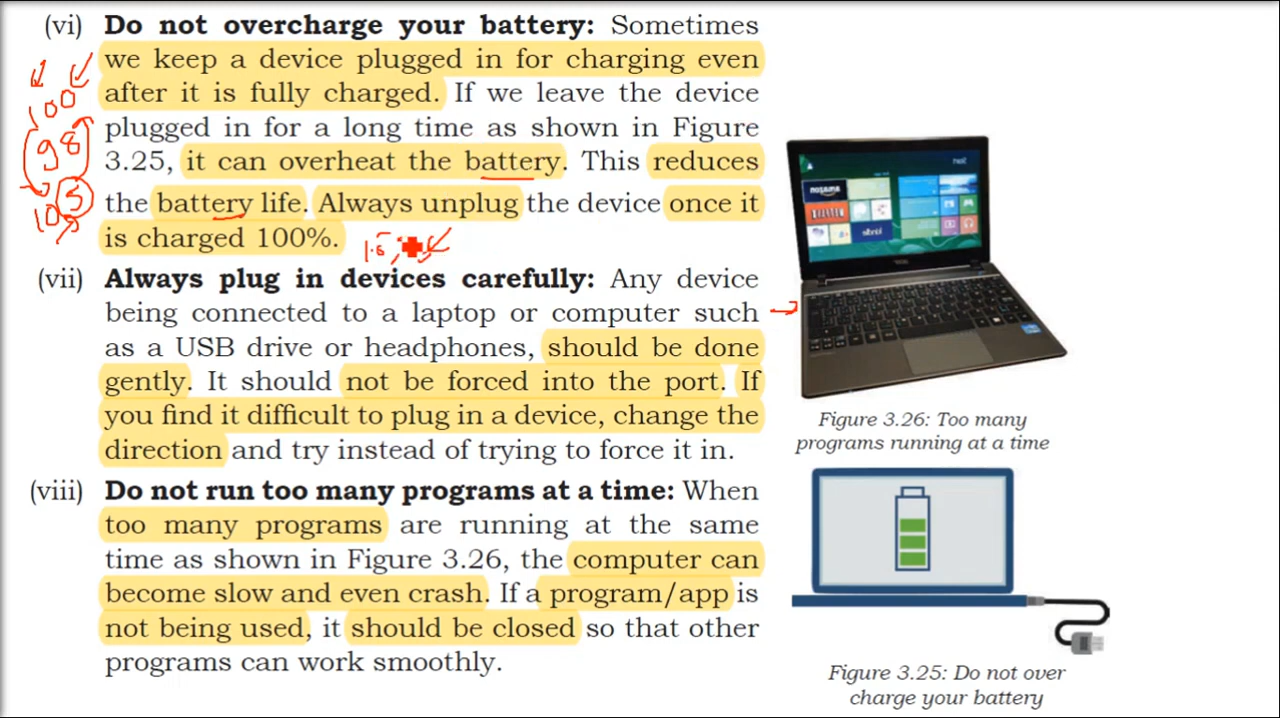 (vi) Do not overcharge your battery: Sometimes
we keep a device plugged in for charging even
after it is fully charged. If we leave the device
plugged in for a long time as shown in Figure
3.25, it can overheat the battery. This reduces
the battery life. Always unplug the device once it
is charged 100%.
100
98
105
1.5
(vii) Always plug in devices carefully: Any device
being connected to a laptop or computer such
as a USB drive or headphones, should be done
gently. It should not be forced into the port. If
you find it difficult to plug in a device, change the
direction and try instead of trying to force it in.
(viii) Do not run too many programs at a time: When
too many programs are running at the same
time as shown in Figure 3.26, the computer can
become slow and even crash. If a program/app is
not being used, it should be closed so that other
programs can work smoothly.
Figure 3.26: Too many
programs running at a time
Figure 3.25: Do not over
charge your battery